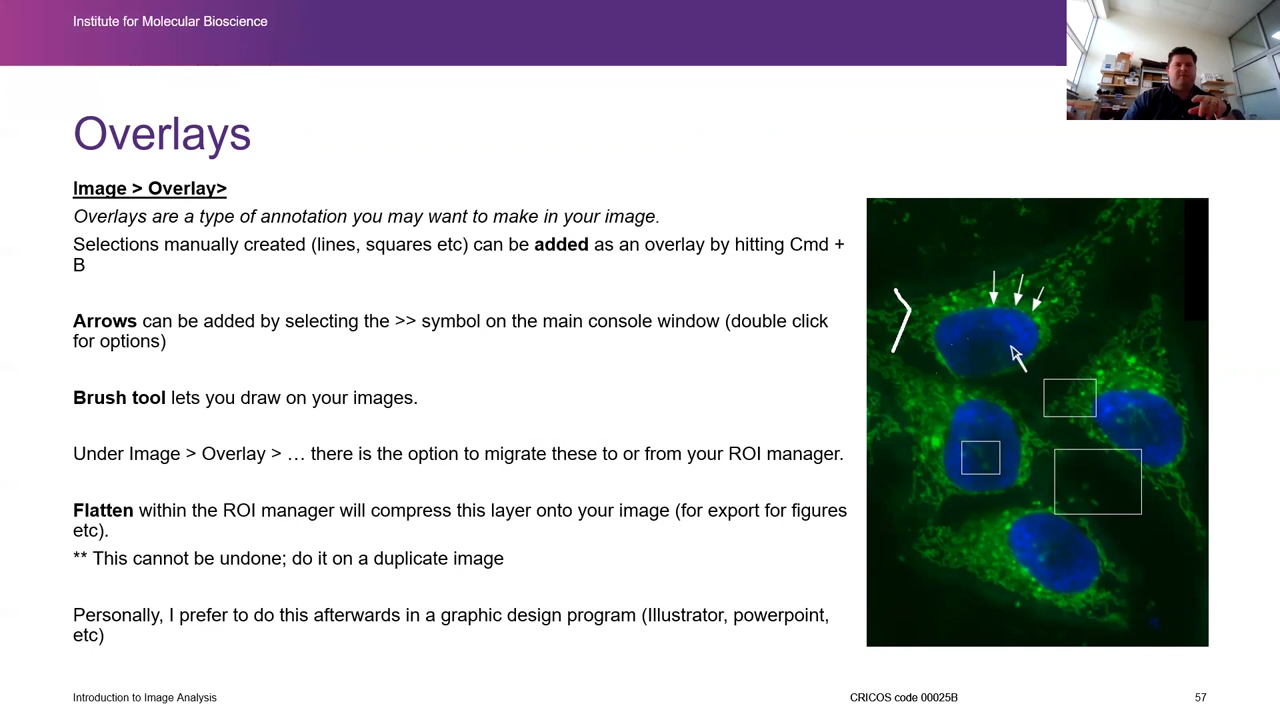 Institute for Molecular Bioscience
Overlays
Image > Overlay>
Overlays are a type of annotation you may want to make in your image.
Selections manually created (lines, squares etc) can be added as an overlay by hitting Cmd +
B
Arrows can be added by selecting the >> symbol on the main console window (double click
for options)
Brush tool lets you draw on your images.
Under Image > Overlay > … there is the option to migrate these to or from your ROI manager.
Flatten within the ROI manager will compress this layer onto your image (for export for figures
etc).
** This cannot be undone; do it on a duplicate image
Personally, I prefer to do this afterwards in a graphic design program (Illustrator, powerpoint,
etc)
Introduction to Image Analysis
CRICOS code 00025B
57